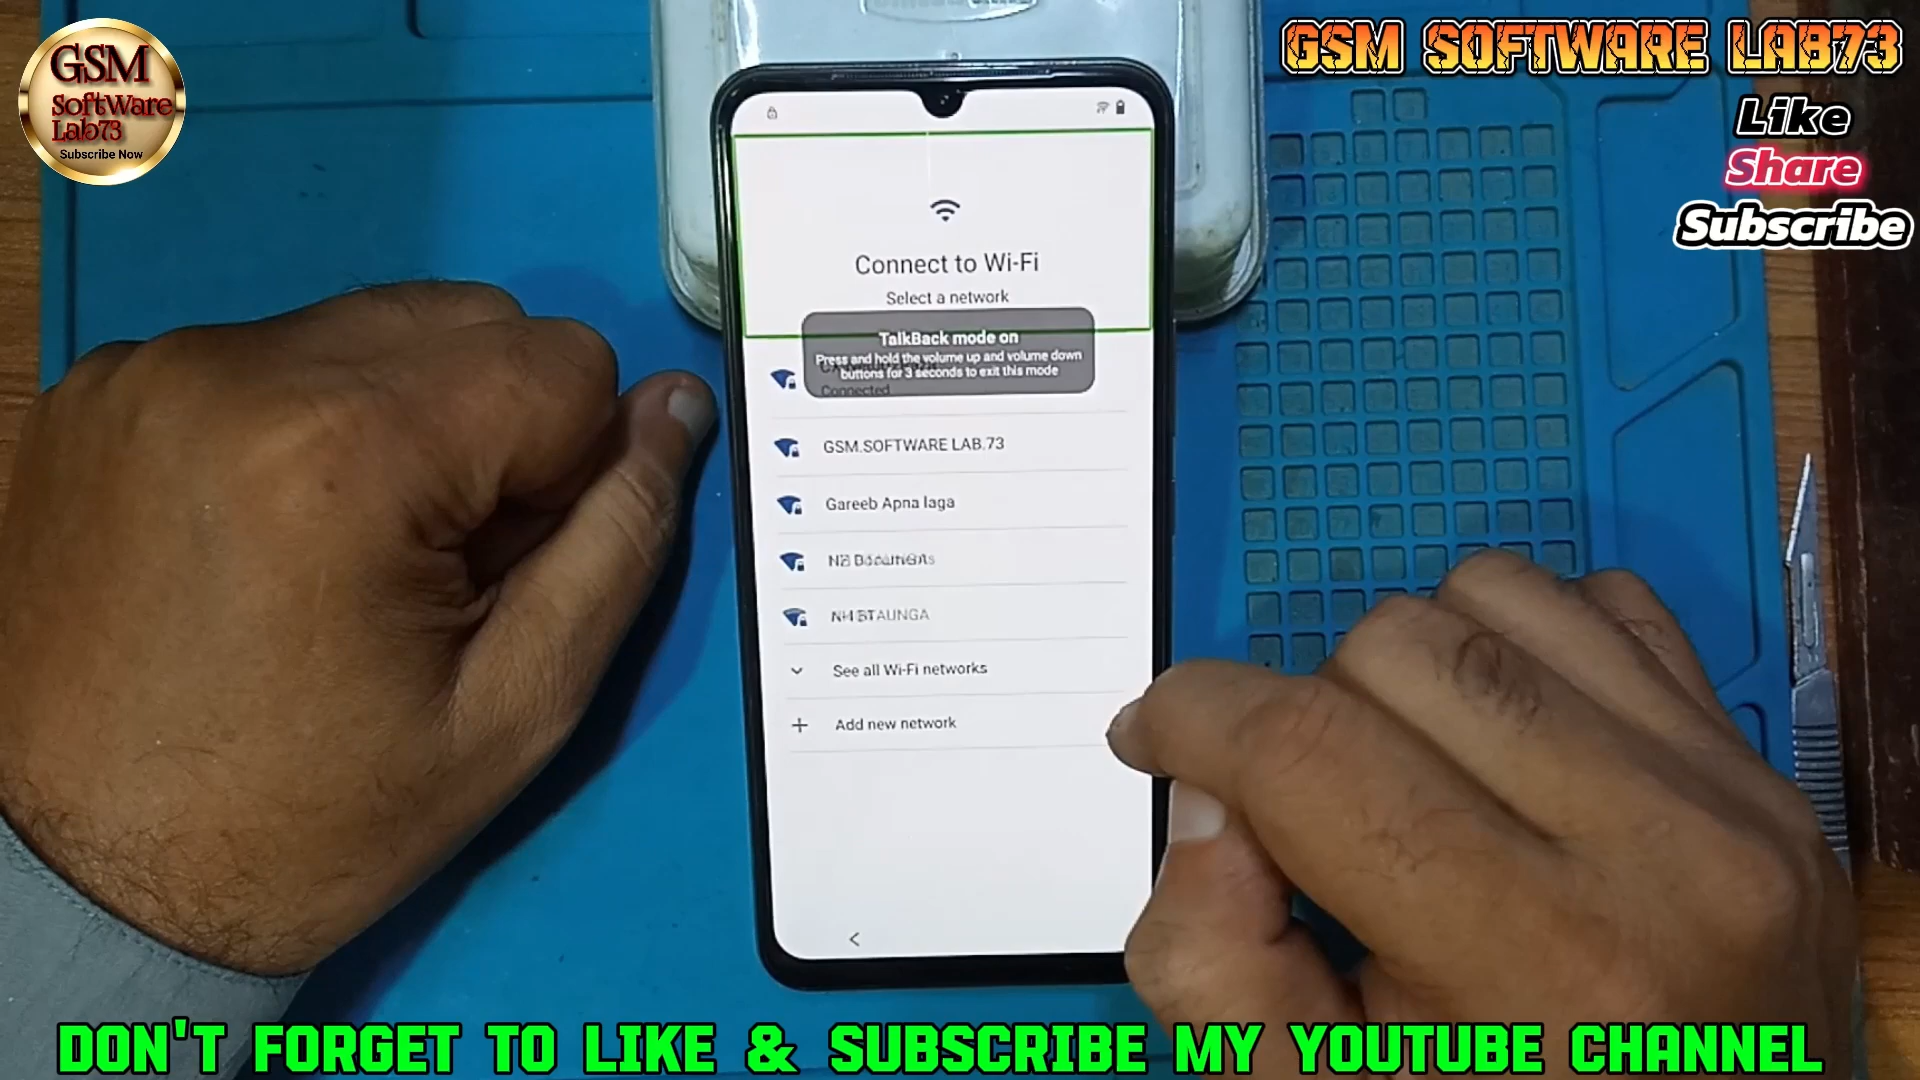 GSM
SoftWare
Lab73
Subscribe Now
GSM SOFTWARE LAB73
Like
Share
Subscribe
Connect to Wi-Fi
Select a network
TalkBack mode on
Press and hold the volume up and volume down
buttons for 3 seconds to exit this mode
Connected
GSM.SOFTWARE LAB.73
Gareeb Apna laga
See all Wi-Fi networks
Add new network
DON'T FORGET TO LIKE & SUBSCRIBE MY YOUTUBE CHANNEL